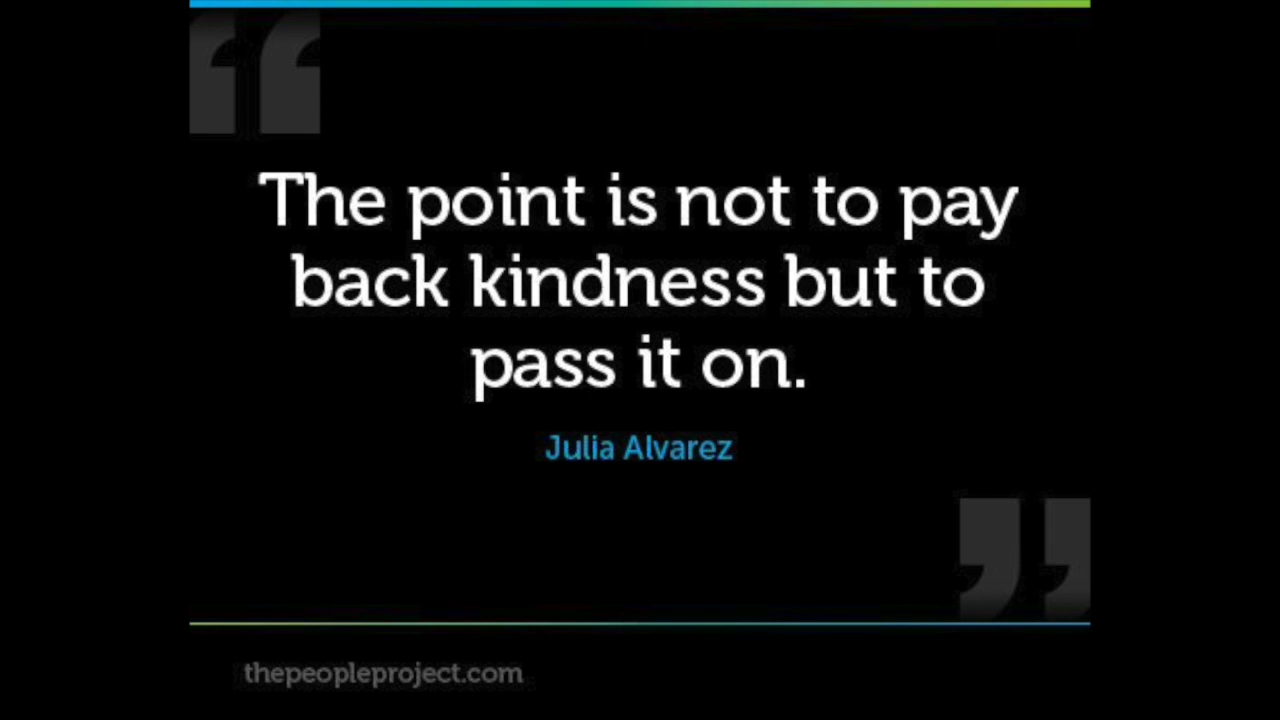 The point is not to pay
back kindness but to
pass it on.
Julia Alvarez
thepeopleproject.com